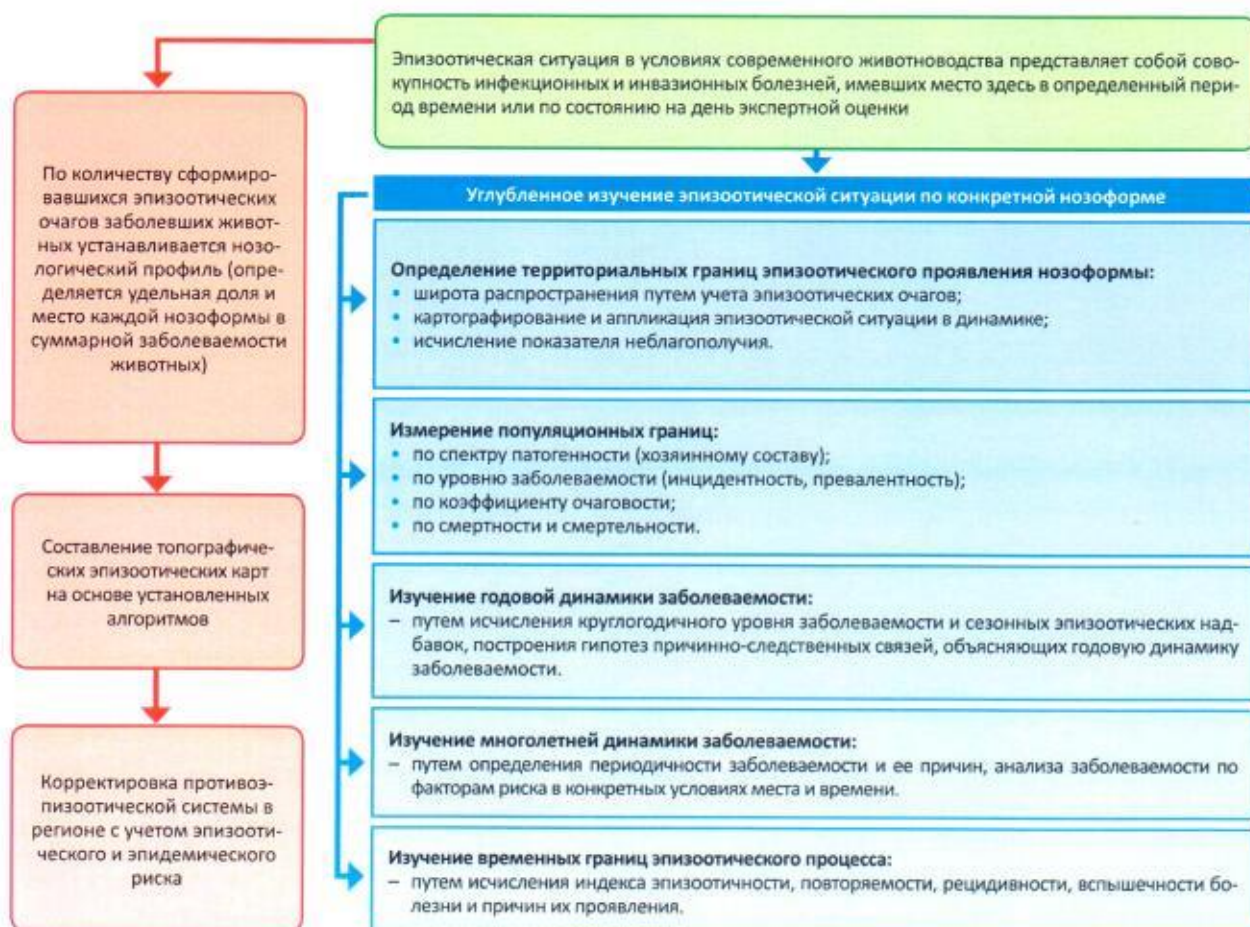 Эпизоотическая ситуация в условиях современного животноводства представляет собой сово-
купность инфекционных и инвазионных болезней, имевших место здесь в определенный пери-
од времени или по состоянию на день экспертной оценки
По количеству сформиро-
вавшихся эпизоотических
очагов заболевших живот-
ных устанавливается нозо-
логический профиль (опре-
деляется удельная доля и
место каждой нозоформы в
суммарной заболеваемости
животных)
Составление топографиче-
ских эпизоотических карт
на основе установленных
алгоритмов
Корректировка противоэ-
пизоотической системы в
регионе с учетом эпизооти-
ческого и эпидемического
риска
Углубленное изучение эпизоотической ситуации по конкретной нозоформе
Определение территориальных границ эпизоотического проявления нозоформы:
• широта распространения путем учета эпизоотических очагов;
• картографирование и аппликация эпизоотической ситуации в динамике;
• исчисление показателя неблагополучия.
Измерение популяционных границ:
• по спектру патогенности (хозяинному составу);
• по уровню заболеваемости (инцидентность, превалентность);
• по коэффициенту очаговости;
• по смертности и смертельности.
Изучение годовой динамики заболеваемости:
– путем исчисления круглогодичного уровня заболеваемости и сезонных эпизоотических над-
бавок, построения гипотез причинно-следственных связей, объясняющих годовую динамику
заболеваемости.
Изучение многолетней динамики заболеваемости:
– путем определения периодичности заболеваемости и ее причин, анализа заболеваемости по
факторам риска в конкретных условиях места и времени.
Изучение временных границ эпизоотического процесса:
– путем исчисления индекса эпизоотичности, повторяемости, рецидивности, вспышечности бо-
лезни и причин их проявления.